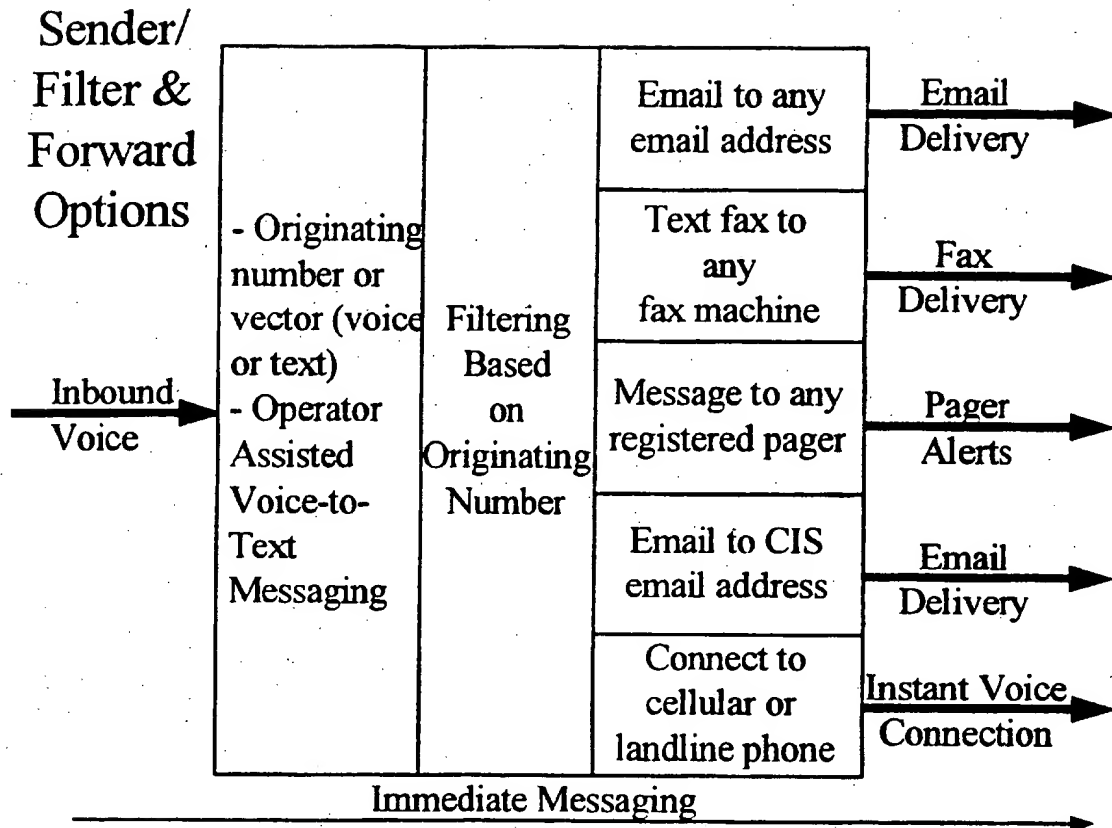 Sender/
Filter &
Forward
Options
Inbound
Voice
- Originating
number or
vector (voice
or text)
- Operator
Assisted
Voice-to-
Text
Messaging
Filtering
Based
on
Originating
Number
Email to any
email address
Text fax to
any
fax machine
Message to any
registered pager
Email to CIS
email address
Connect to
cellular or
landline phone
Email
Delivery
Fax
Delivery
Pager
Alerts
Email
Delivery
Instant Voice
Connection
Immediate Messaging